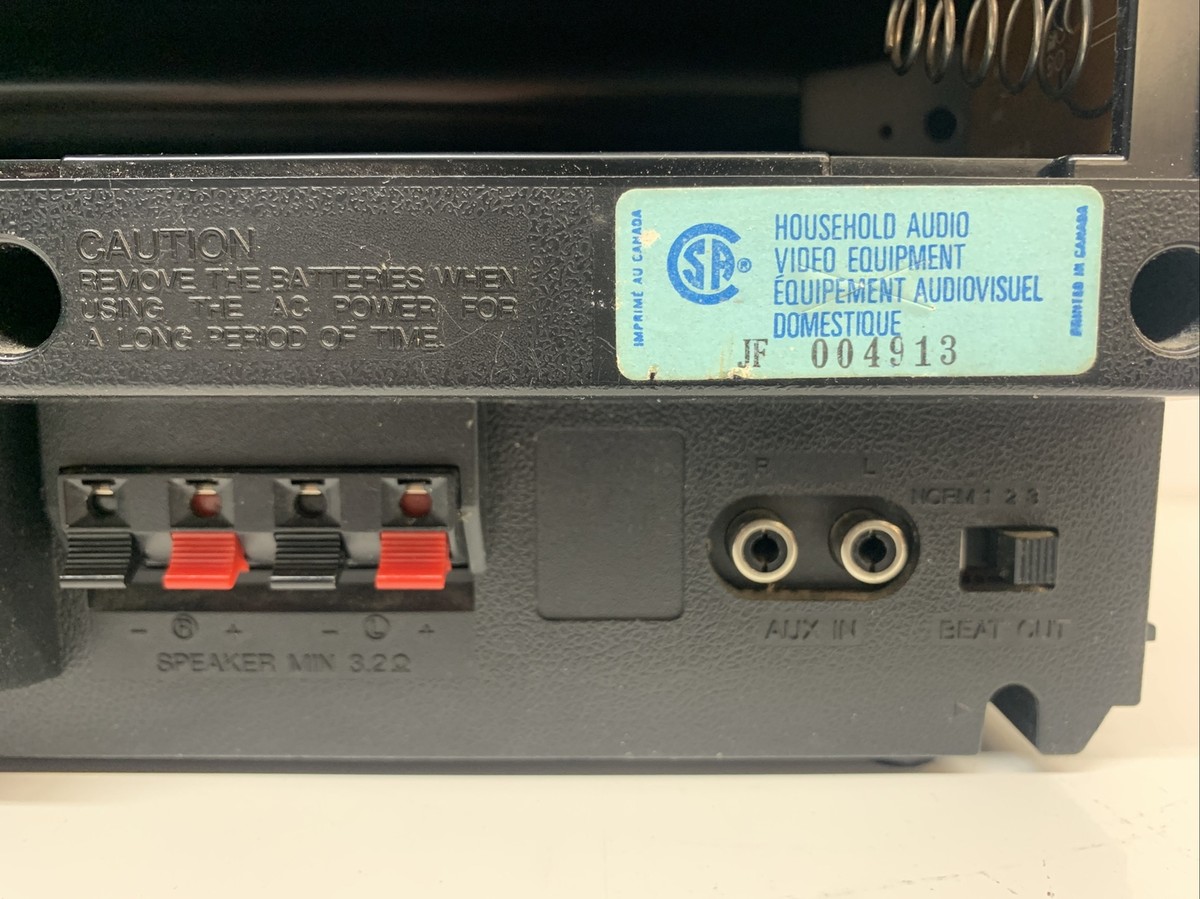 CAUTION
REMOVE THE BATTERIES WHEN
USING THE AC POWER FOR
A LONG PERIOD OF TIME.
IMPRIMÉ AU CANADA
CSA®
HOUSEHOLD AUDIO
VIDEO EQUIPMENT
ÉQUIPEMENT AUDIOVISUEL
DOMESTIQUE
JF 004913
PRINTED IN CANADA
R L
NORM 1 2 3
- R + - L +
SPEAKER MIN 3.2Ω
AUX IN
BEAT CUT